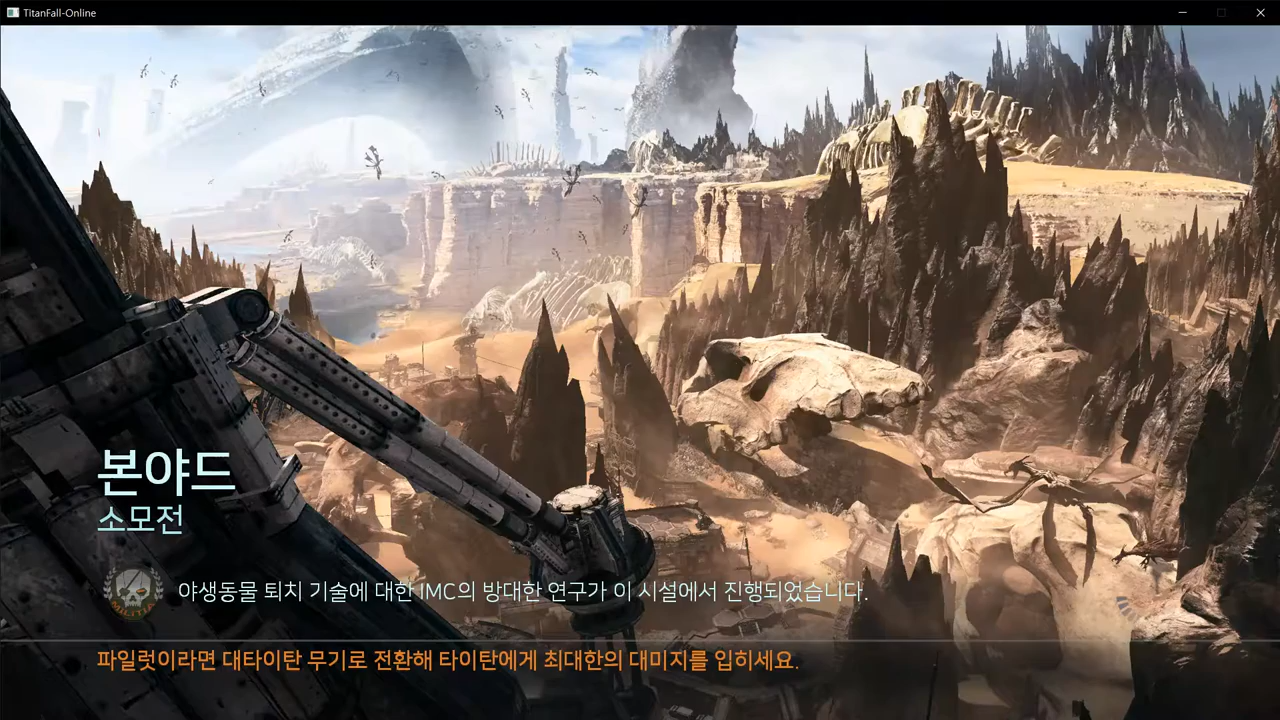 TitanFall-Online
본야드
소모전
MILITIA
야생동물 퇴치 기술에 대한 IMC의 방대한 연구가 이 시설에서 진행되었습니다.
파일럿이라면 대타이탄 무기로 전환해 타이탄에게 최대한의 대미지를 입히세요.